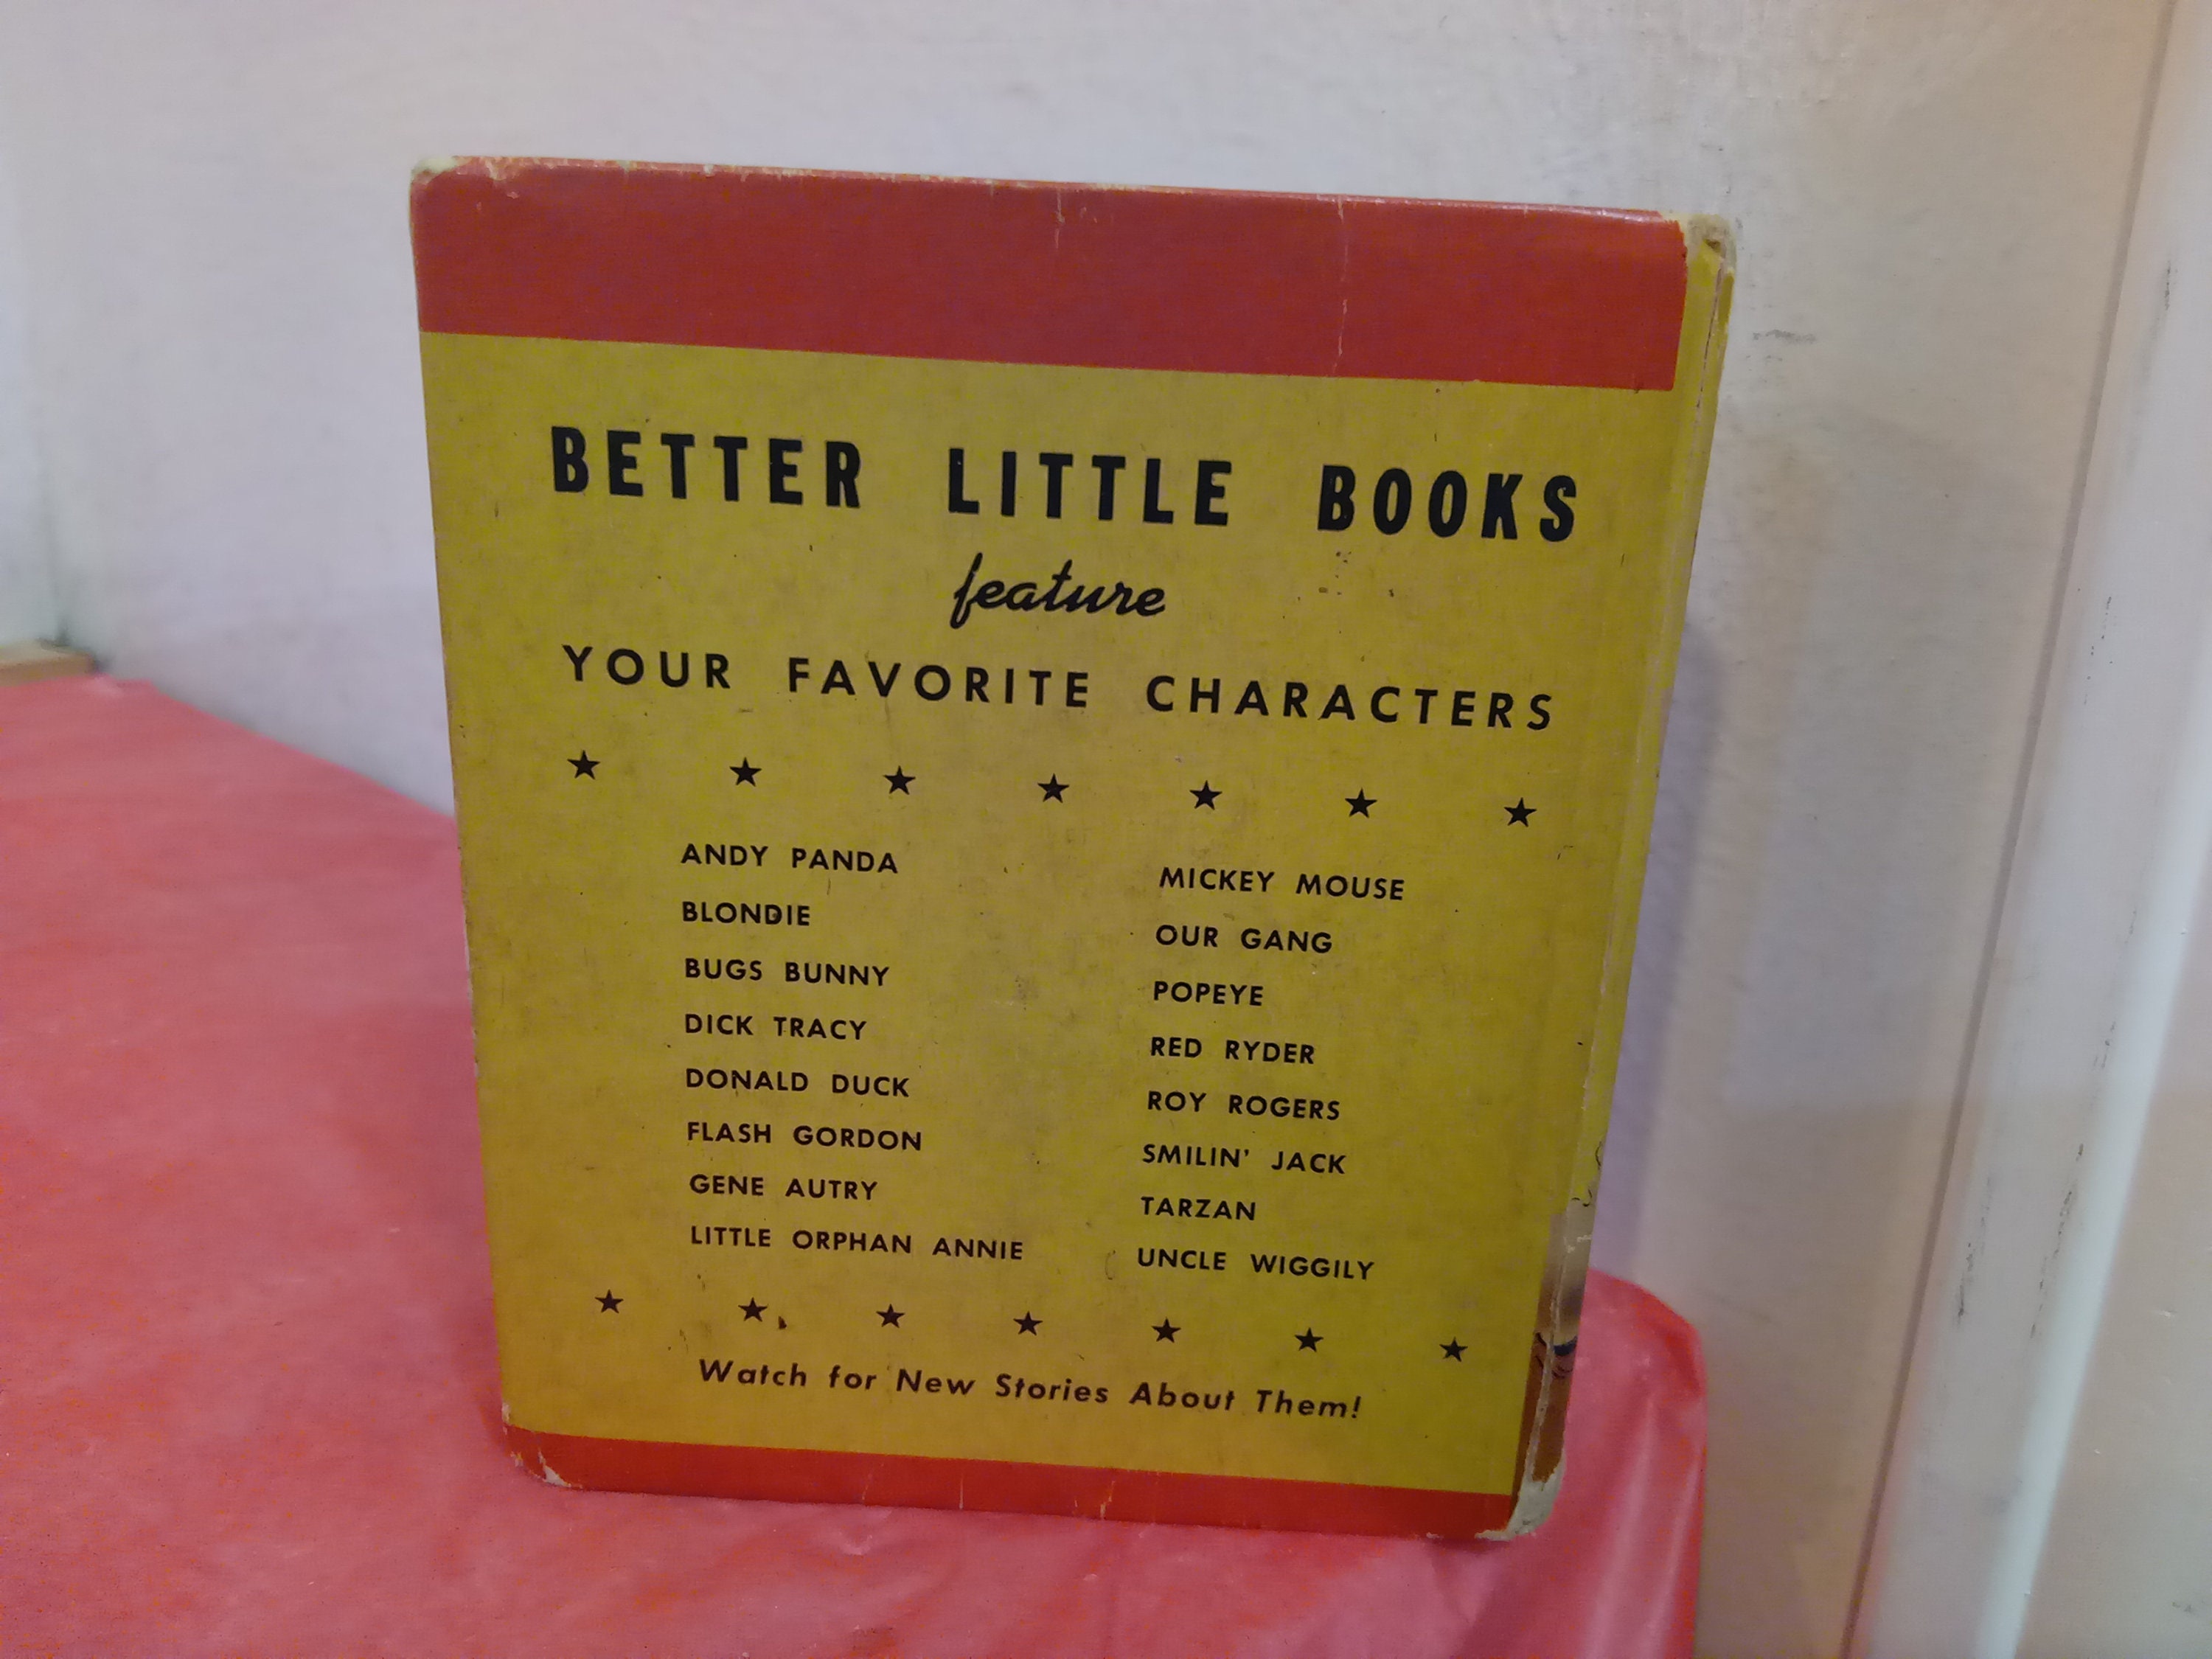 BETTER LITTLE BOOKS
feature
YOUR FAVORITE CHARACTERS
ANDY PANDA
BLONDIE
BUGS BUNNY
DICK TRACY
DONALD DUCK
FLASH GORDON
GENE AUTRY
LITTLE ORPHAN ANNIE
MICKEY MOUSE
OUR GANG
POPEYE
RED RYDER
ROY ROGERS
SMILIN' JACK
TARZAN
UNCLE WIGGILY
Watch for New Stories About Them!